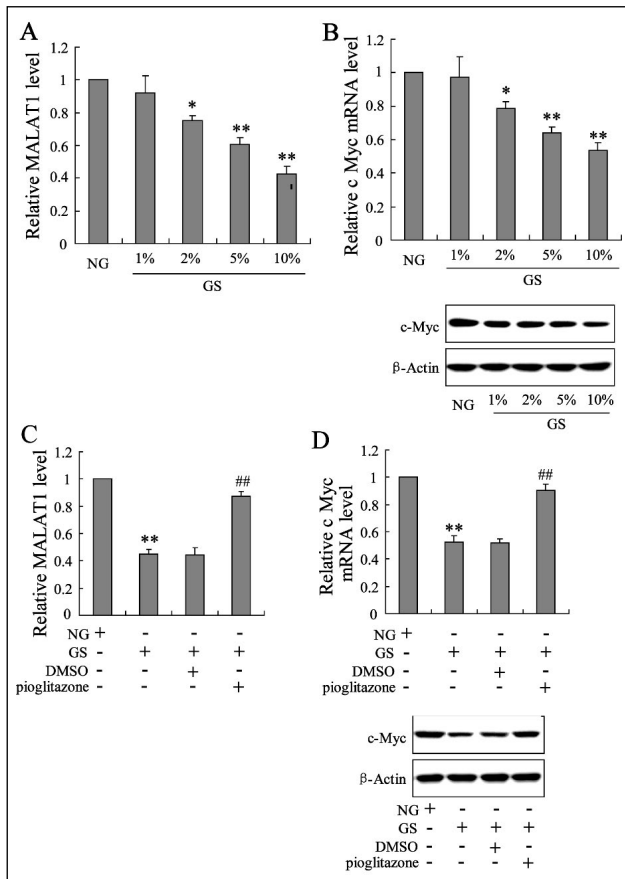 A
Relative MALAT1 level
1.2
1
0.8
0.6
0.4
0.2
0
*
**
**
NG 1% 2% 5% 10%
GS
B
Relative c Myc mRNA level
1.2
1
0.8
0.6
0.4
0.2
0
*
**
**
NG 1% 2% 5% 10%
GS
c-Myc
β-Actin
NG 1% 2% 5% 10%
GS
C
Relative MALAT1 level
1.2
1
0.8
0.6
0.4
0.2
0
**
##
NG + - - -
GS - + + +
DMSO - - + -
pioglitazone - - - +
D
Relative c Myc
mRNA level
1.2
1
0.8
0.6
0.4
0.2
0
**
##
NG + - - -
GS - + + +
DMSO - - + -
pioglitazone - - - +
c-Myc
β-Actin
NG + - - -
GS - + + +
DMSO - - + -
pioglitazone - - - +